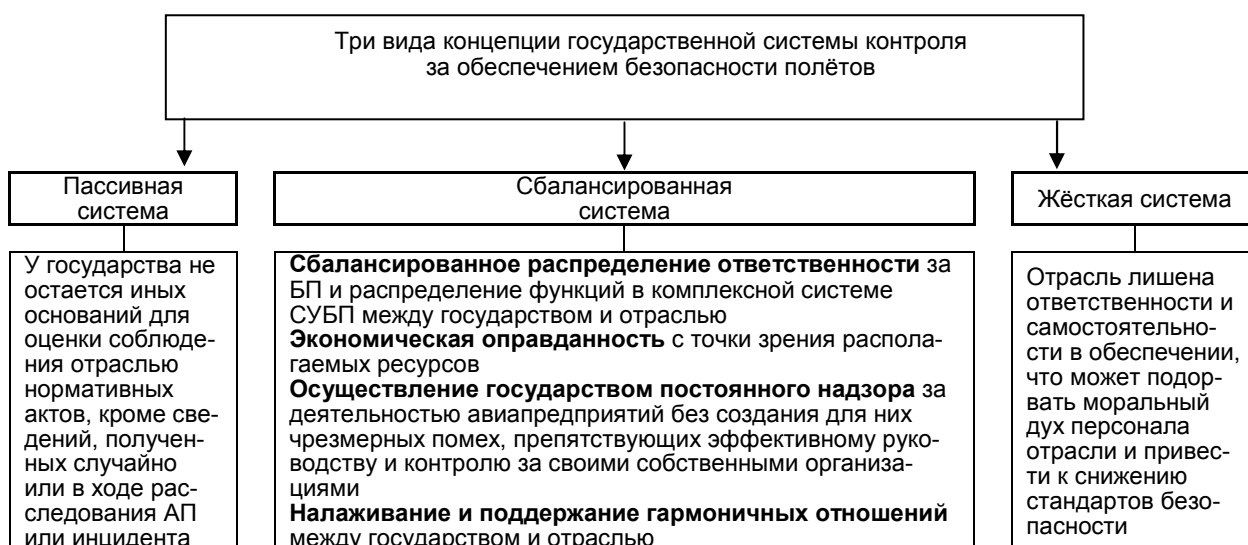 Три вида концепции государственной системы контроля
за обеспечением безопасности полётов
Пассивная
система
У государства не
остается иных
оснований для
оценки соблюде-
ния отраслью
нормативных
актов, кроме све-
дений, получен-
ных случайно
или в ходе рас-
следования АП
или инцидента
Сбалансированная
система
Сбалансированное распределение ответственности за
БП и распределение функций в комплексной системе
СУБП между государством и отраслью
Экономическая оправданность с точки зрения распола-
гаемых ресурсов
Осуществление государством постоянного надзора за
деятельностью авиапредприятий без создания для них
чрезмерных помех, препятствующих эффективному руко-
водству и контролю за своими собственными организа-
циями
Налаживание и поддержание гармоничных отношений
между государством и отраслью
Жёсткая система
Отрасль лишена
ответственности и
самостоятельно-
сти в обеспечении,
что может подор-
вать моральный
дух персонала
отрасли и привес-
ти к снижению
стандартов безо-
пасности